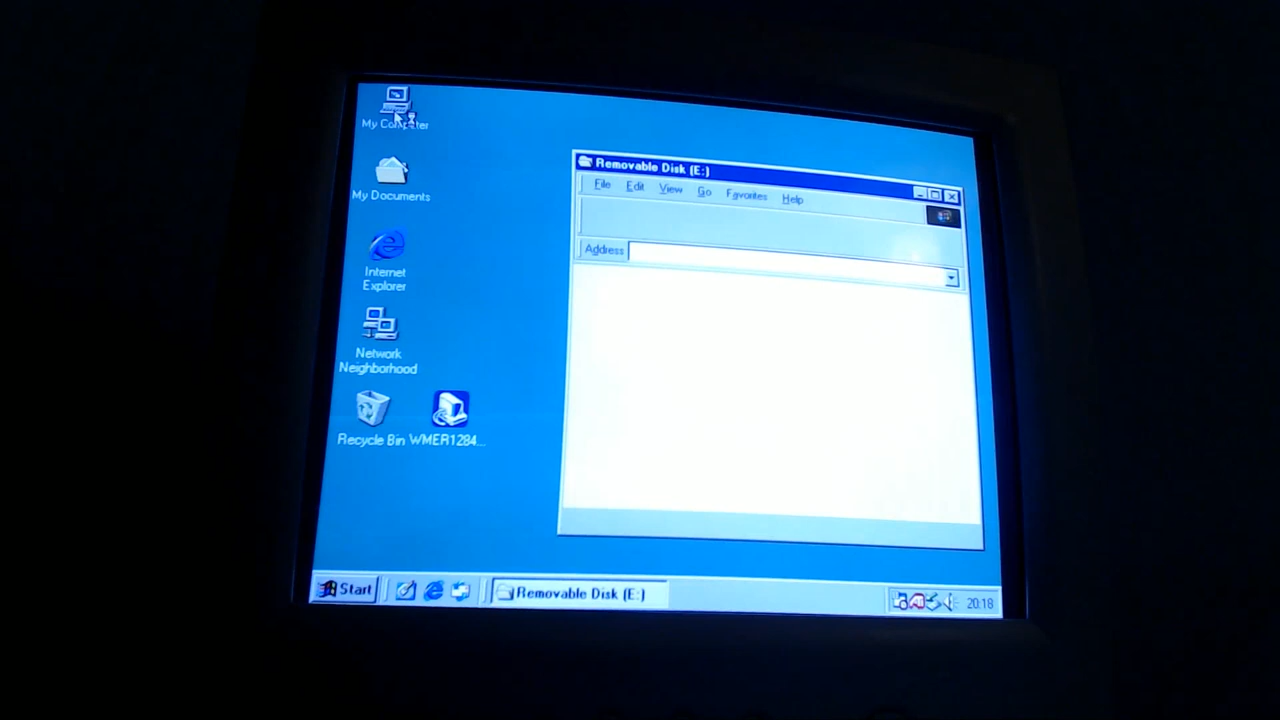 My Computer
My Documents
Internet
Explorer
Network
Neighborhood
Recycle Bin
WMER1284...
Removable Disk (E:)
File Edit View Go Favorites Help
Address
Start
Removable Disk (E:)
20:18